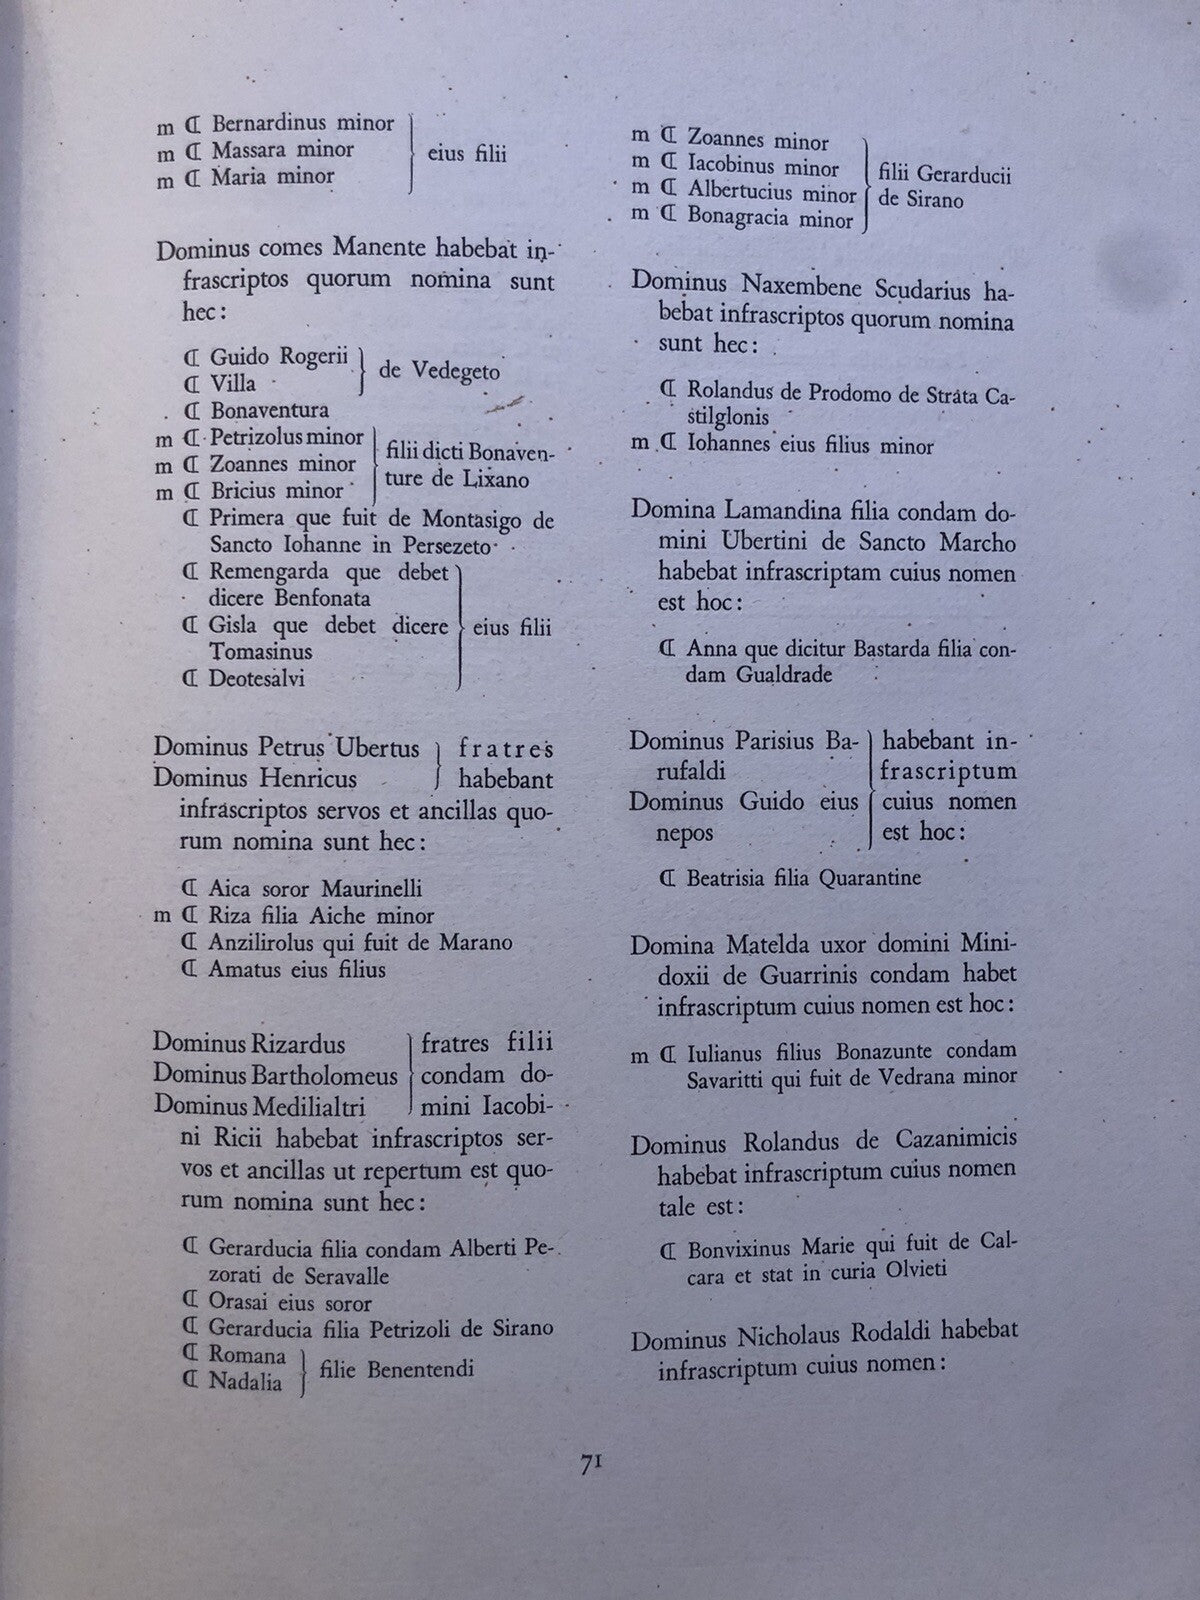 m ℂ Bernardinus minor
m ℂ Massara minor
m ℂ Maria minor
eius filii
Dominus comes Manente habebat in-
frascriptos quorum nomina sunt
hec:
ℂ Guido Rogerii
ℂ Villa
de Vedegeto
ℂ Bonaventura
m ℂ Petrizolus minor
m ℂ Zoannes minor
m ℂ Bricius minor
filii dicti Bonaven-
ture de Lixano
ℂ Primera que fuit de Montasigo de
Sancto Iohanne in Persezeto
ℂ Remengarda que debet
dicere Benfonata
ℂ Gisla que debet dicere
Tomasinus
ℂ Deotesalvi
eius filii
Dominus Petrus Ubertus
Dominus Henricus
fratres
habebant
infrascriptos servos et ancillas quo-
rum nomina sunt hec:
ℂ Aica soror Maurinelli
m ℂ Riza filia Aiche minor
ℂ Anzilirolus qui fuit de Marano
ℂ Amatus eius filius
Dominus Rizardus
Dominus Bartholomeus
Dominus Medilialtri
fratres filii
condam do-
mini Iacobi-
ni Ricii habebat infrascriptos ser-
vos et ancillas ut repertum est quo-
rum nomina sunt hec:
ℂ Gerarducia filia condam Alberti Pe-
zorati de Seravalle
ℂ Orasai eius soror
ℂ Gerarducia filia Petrizoli de Sirano
ℂ Romana
ℂ Nadalia
filie Benentendi
m ℂ Zoannes minor
m ℂ Iacobinus minor
m ℂ Albertucius minor
m ℂ Bonagracia minor
filii Gerarducii
de Sirano
Dominus Naxembene Scudarius ha-
bebat infrascriptos quorum nomina
sunt hec:
ℂ Rolandus de Prodomo de Strata Ca-
stilglonis
m ℂ Iohannes eius filius minor
Domina Lamandina filia condam do-
mini Ubertini de Sancto Marcho
habebat infrascriptam cuius nomen
est hoc:
ℂ Anna que dicitur Bastarda filia con-
dam Gualdrade
Dominus Parisius Ba-
rufaldi
Dominus Guido eius
nepos
habebant in-
frascriptum
cuius nomen
est hoc:
ℂ Beatrisia filia Quarantine
Domina Matelda uxor domini Mini-
doxii de Guarrinis condam habet
infrascriptum cuius nomen est hoc:
m ℂ Iulianus filius Bonazunte condam
Savaritti qui fuit de Vedrana minor
Dominus Rolandus de Cazanimicis
habebat infrascriptum cuius nomen
tale est:
ℂ Bonvixinus Marie qui fuit de Cal-
cara et stat in curia Olvieti
Dominus Nicholaus Rodaldi habebat
infrascriptum cuius nomen:
71